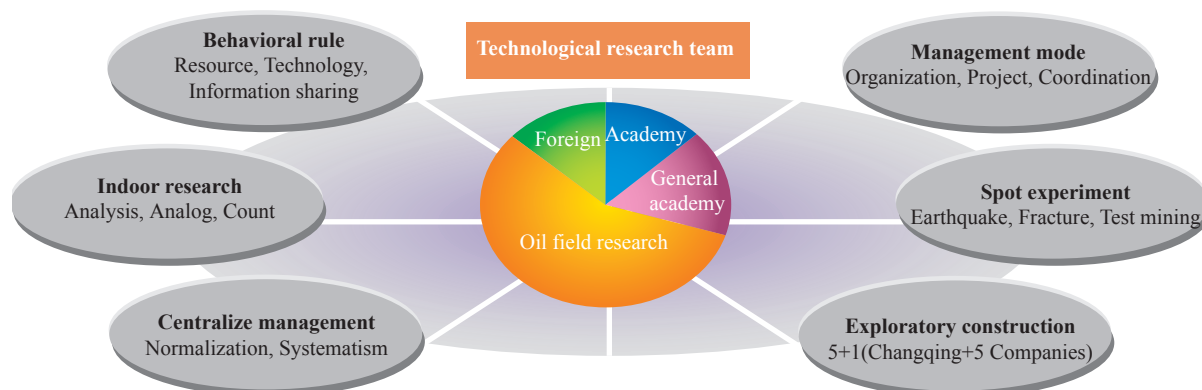 Behavioral rule
Resource, Technology,
Information sharing
Technological research team
Management mode
Organization, Project, Coordination
Foreign
Academy
General
academy
Oil field research
Indoor research
Analysis, Analog, Count
Spot experiment
Earthquake, Fracture, Test mining
Centralize management
Normalization, Systematism
Exploratory construction
5+1(Changqing+5 Companies)